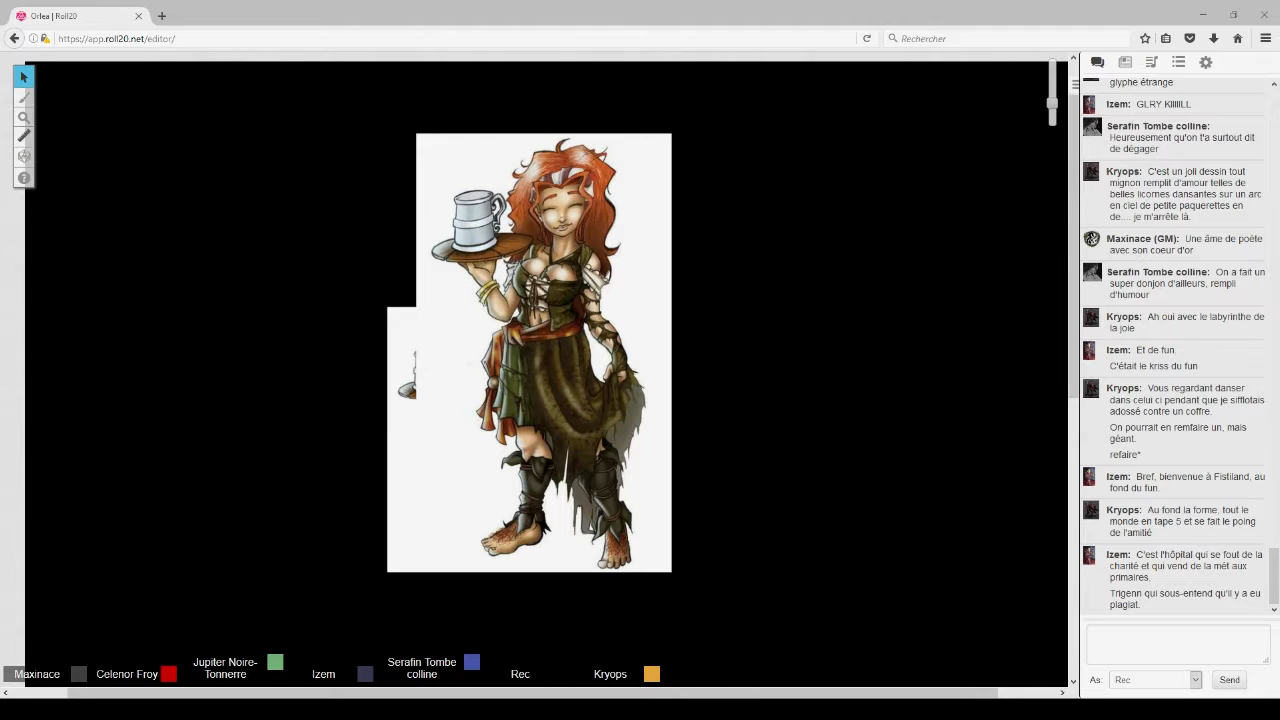 Orlea | Roll20
https://app.roll20.net/editor/
Rechercher
glyphe étrange
Izem: GLRY KIIIIILL
Serafin Tombe colline:
Heureusement qu'on t'a surtout dit
de dégager
Kryops: C'est un joli dessin tout
mignon remplit d'amour telles de
belles licornes dansantes sur un arc
en ciel de petite paquerettes en
de.... je m'arrête là.
Maxinace (GM): Une âme de poète
avec son coeur d'or
Serafin Tombe colline: On a fait un
super donjon d'ailleurs, rempli
d'humour
Kryops: Ah oui avec le labyrinthe de
la joie
Izem: Et de fun.
C'était le kriss du fun
Kryops: Vous regardant danser
dans celui ci pendant que je sifflotais
adossé contre un coffre.
On pourrait en remfaire un, mais
géant.
refaire*
Izem: Bref, bienvenue à Fistiland, au
fond du fun.
Kryops: Au fond la forme, tout le
monde en tape 5 et se fait le poing
de l'amitié
Izem: C'est l'hôpital qui se fout de la
charité et qui vend de la mét aux
primaires.
Trigenn qui sous-entend qu'il y a eu
plagiat.
As: Rec Send
Maxinace
Celenor Froy
Jupiter Noire-
Tonnerre
Izem
Serafin Tombe
colline
Rec
Kryops